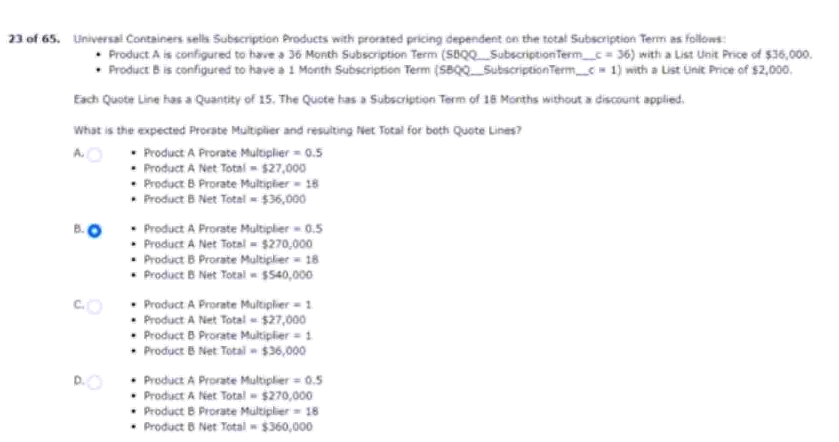 23 of 65. Universal Containers sells Subscription Products with prorated pricing dependent on the total Subscription Term as follows:
• Product A is configured to have a 36 Month Subscription Term (SBQQ__SubscriptionTerm__c = 36) with a List Unit Price of $36,000.
• Product B is configured to have a 1 Month Subscription Term (SBQQ__SubscriptionTerm__c = 1) with a List Unit Price of $2,000.
Each Quote Line has a Quantity of 15. The Quote has a Subscription Term of 18 Months without a discount applied.
What is the expected Prorate Multiplier and resulting Net Total for both Quote Lines?
A. • Product A Prorate Multiplier = 0.5
• Product A Net Total = $27,000
• Product B Prorate Multiplier = 18
• Product B Net Total = $36,000
B. • Product A Prorate Multiplier = 0.5
• Product A Net Total = $270,000
• Product B Prorate Multiplier = 18
• Product B Net Total = $540,000
C. • Product A Prorate Multiplier = 1
• Product A Net Total = $27,000
• Product B Prorate Multiplier = 1
• Product B Net Total = $36,000
D. • Product A Prorate Multiplier = 0.5
• Product A Net Total = $270,000
• Product B Prorate Multiplier = 18
• Product B Net Total = $360,000